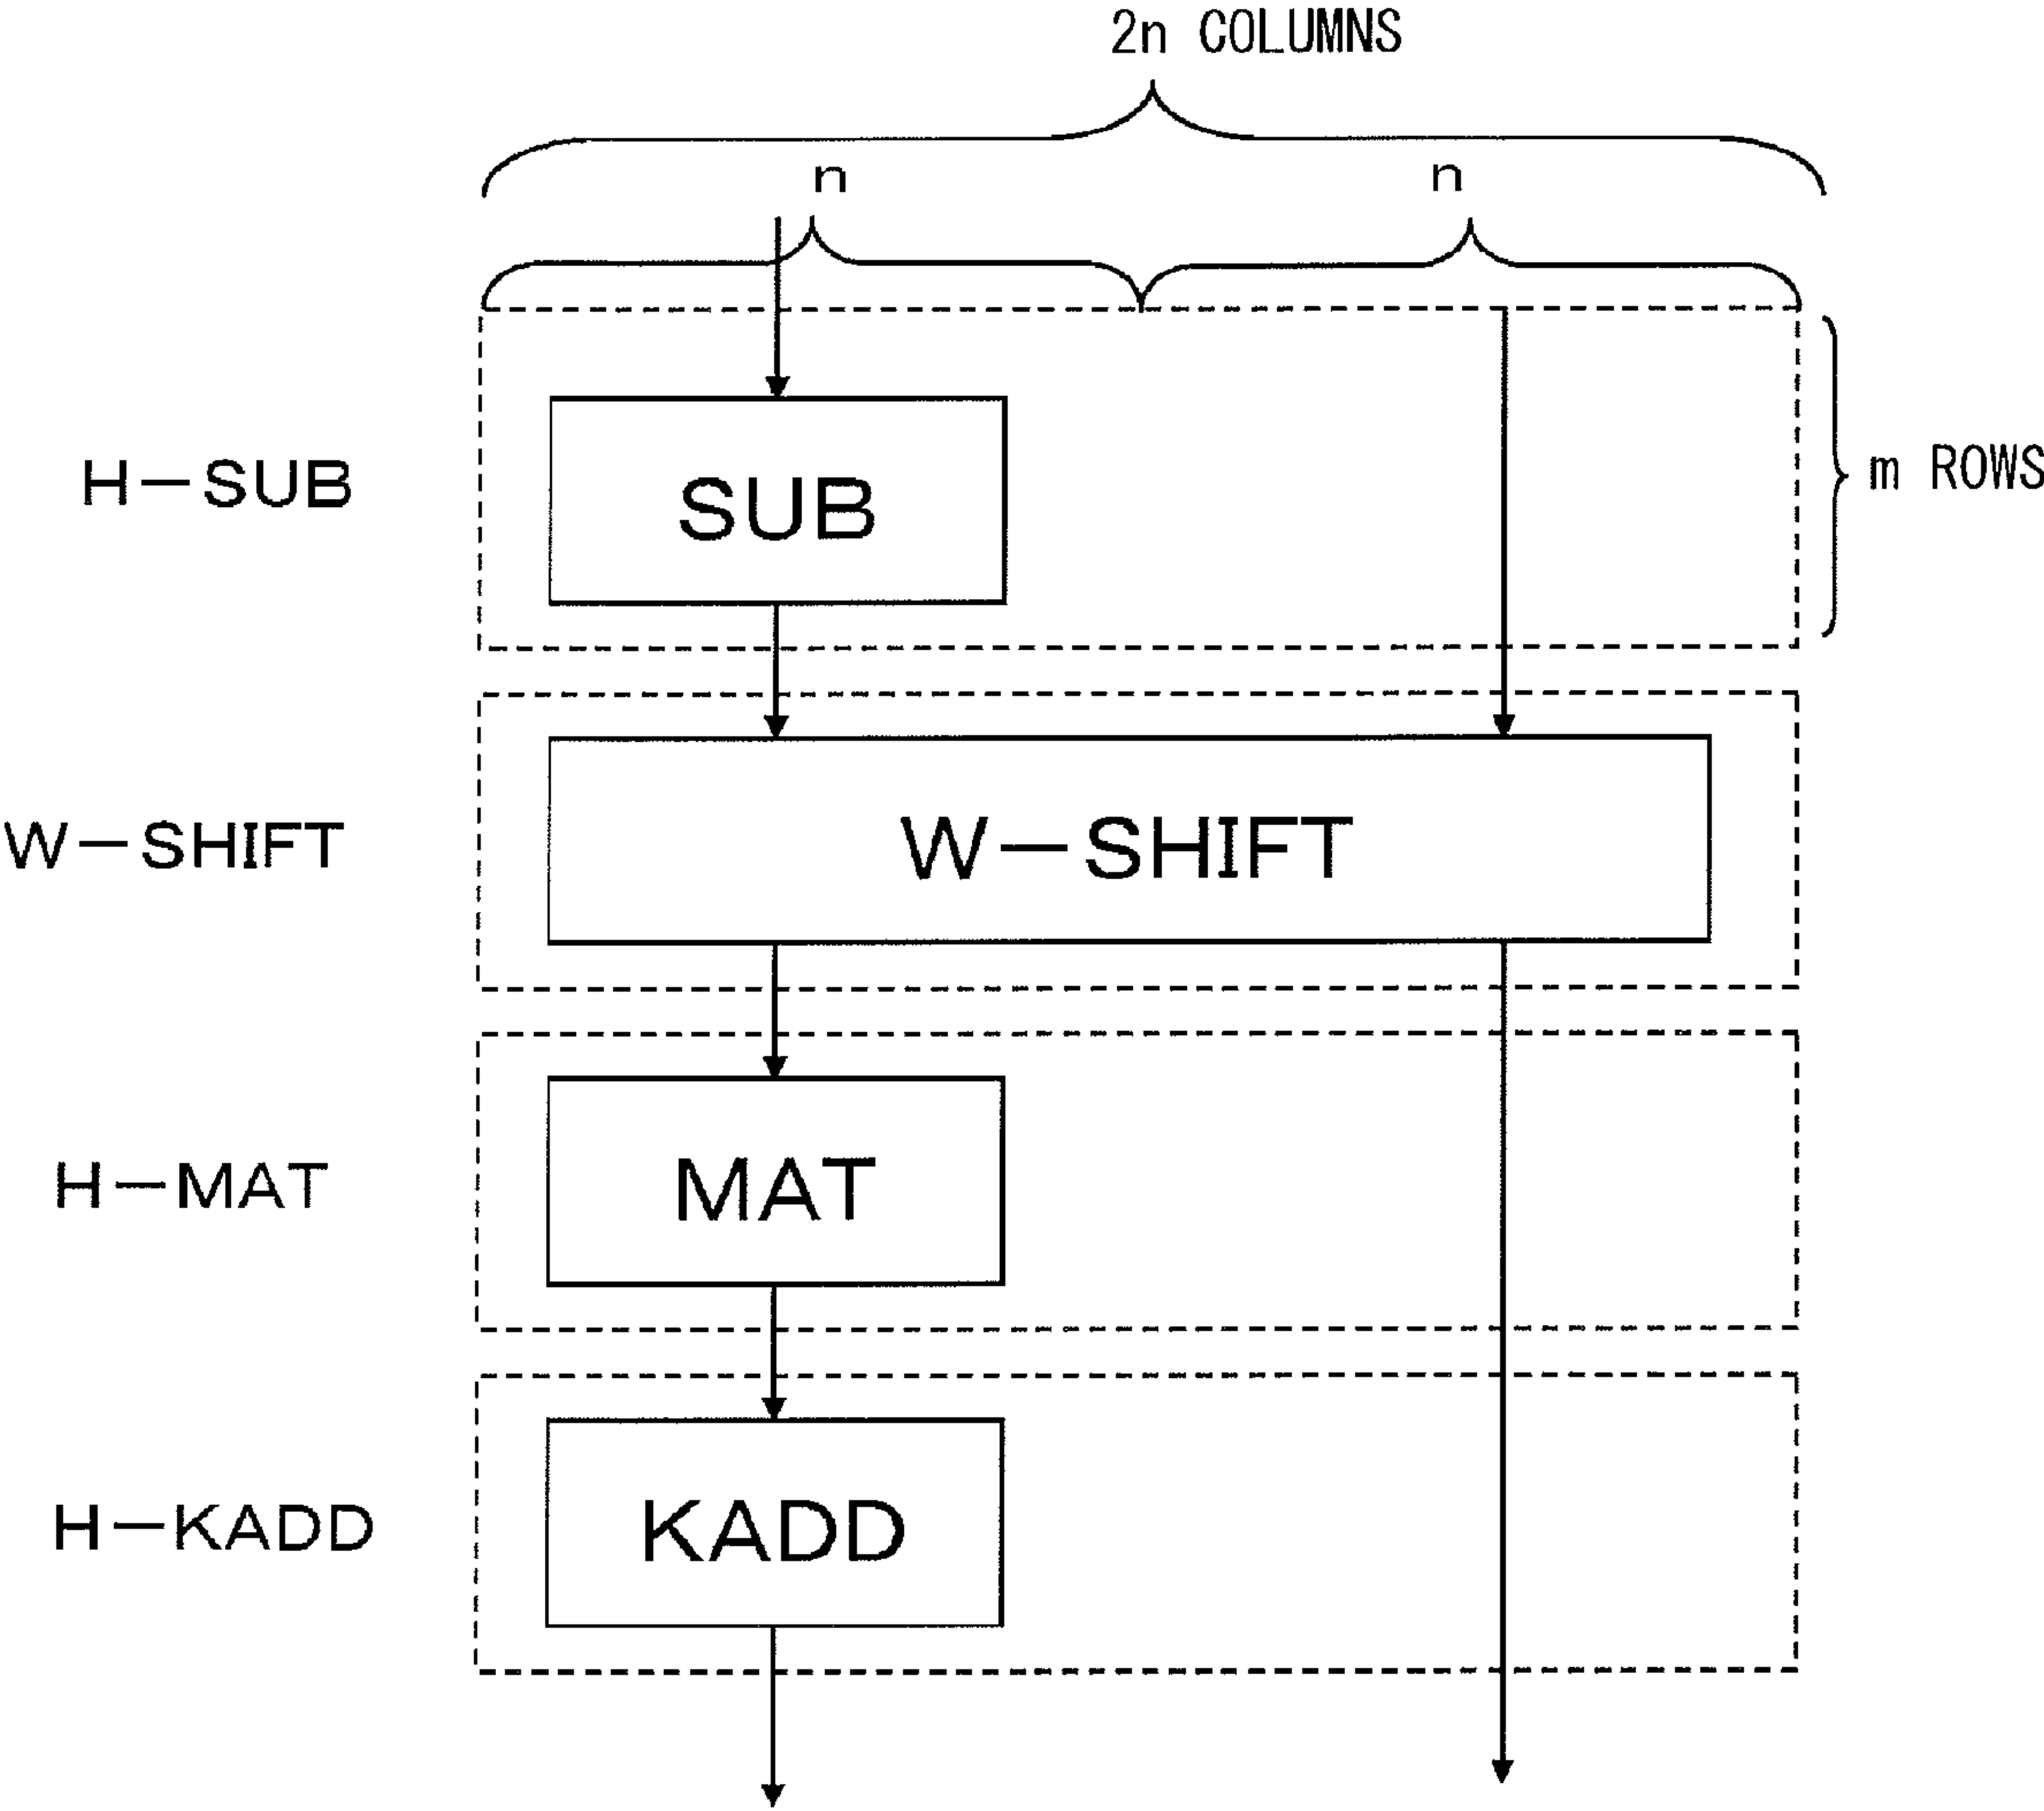 2n COLUMNS
n n
H-SUB
SUB
m ROWS
W-SHIFT
W-SHIFT
H-MAT
MAT
H-KADD
KADD